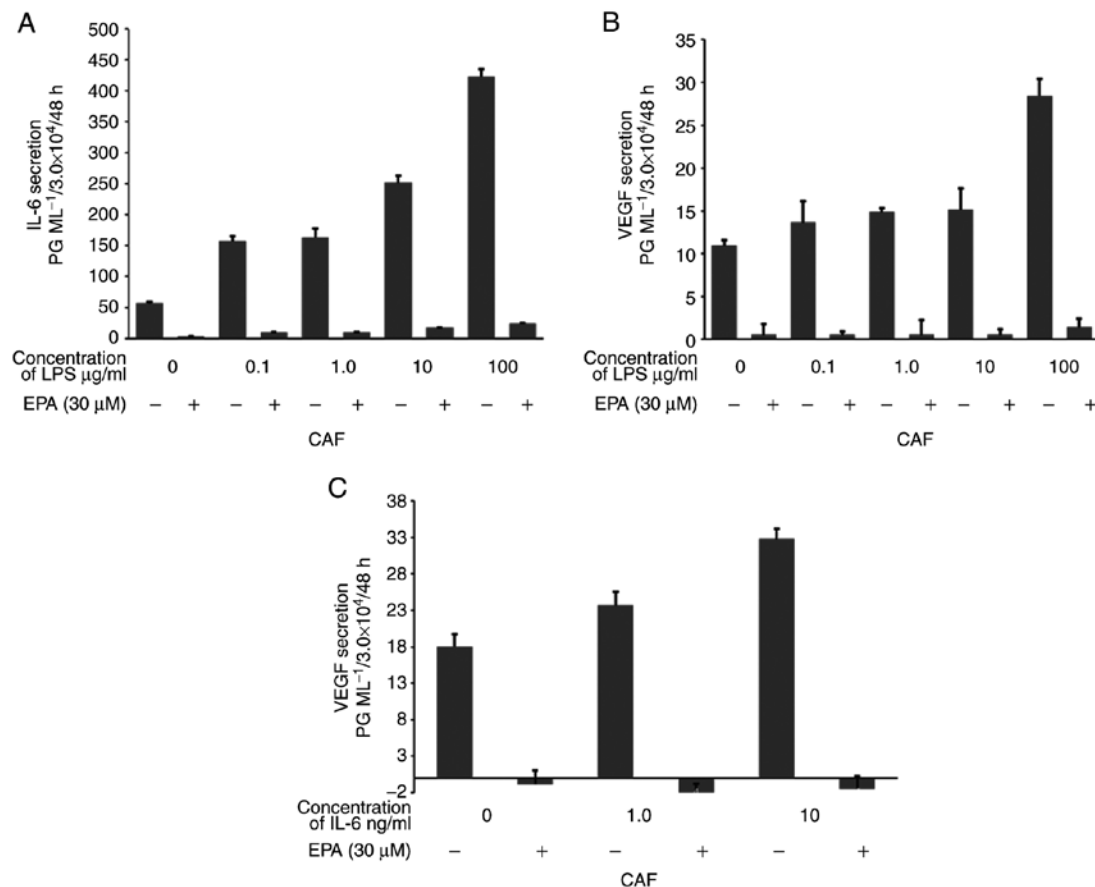 A
IL-6 secretion
PG ML⁻¹/3.0×10⁴/48 h
500
450
400
350
300
250
200
150
100
50
0
Concentration
of LPS µg/ml
0 0.1 1.0 10 100
EPA (30 µM) – + – + – + – + – +
CAF
B
VEGF secretion
PG ML⁻¹/3.0×10⁴/48 h
35
30
25
20
15
10
5
0
Concentration
of LPS µg/ml
0 0.1 1.0 10 100
EPA (30 µM) – + – + – + – + – +
CAF
C
VEGF secretion
PG ML⁻¹/3.0×10⁴/48 h
38
33
28
23
18
13
8
3
–2
Concentration
of IL-6 ng/ml
0 1.0 10
EPA (30 µM) – + – + – +
CAF